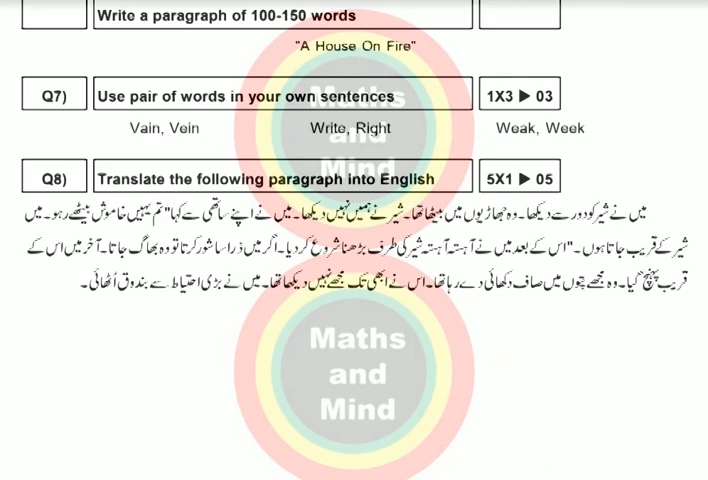 Write a paragraph of 100-150 words
"A House On Fire"
Q7) Use pair of words in your own sentences 1X3 ▶ 03
Vain, Vein Write, Right Weak, Week
Q8) Translate the following paragraph into English 5X1 ▶ 05
میں نے شیر کو دور سے دیکھا۔ وہ جھاڑیوں میں بیٹھا تھا۔ شیر نے ہمیں نہیں دیکھا۔ میں نے اپنے ساتھی سے کہا" تم یہیں خاموش بیٹھے رہو۔ میں
شیر کے قریب جاتا ہوں۔" اس کے بعد میں نے آہستہ آہستہ شیر کی طرف بڑھنا شروع کر دیا۔ اگر میں ذرا سا شور کرتا تو وہ بھاگ جاتا۔ آخر میں اس کے
قریب پہنچ گیا۔ وہ مجھے پتوں میں صاف دکھائی دے رہا تھا۔ اس نے ابھی تک مجھے نہیں دیکھا تھا۔ میں نے بڑی احتیاط سے بندوق اُٹھائی۔
Maths
and
Mind
Maths
and
Mind